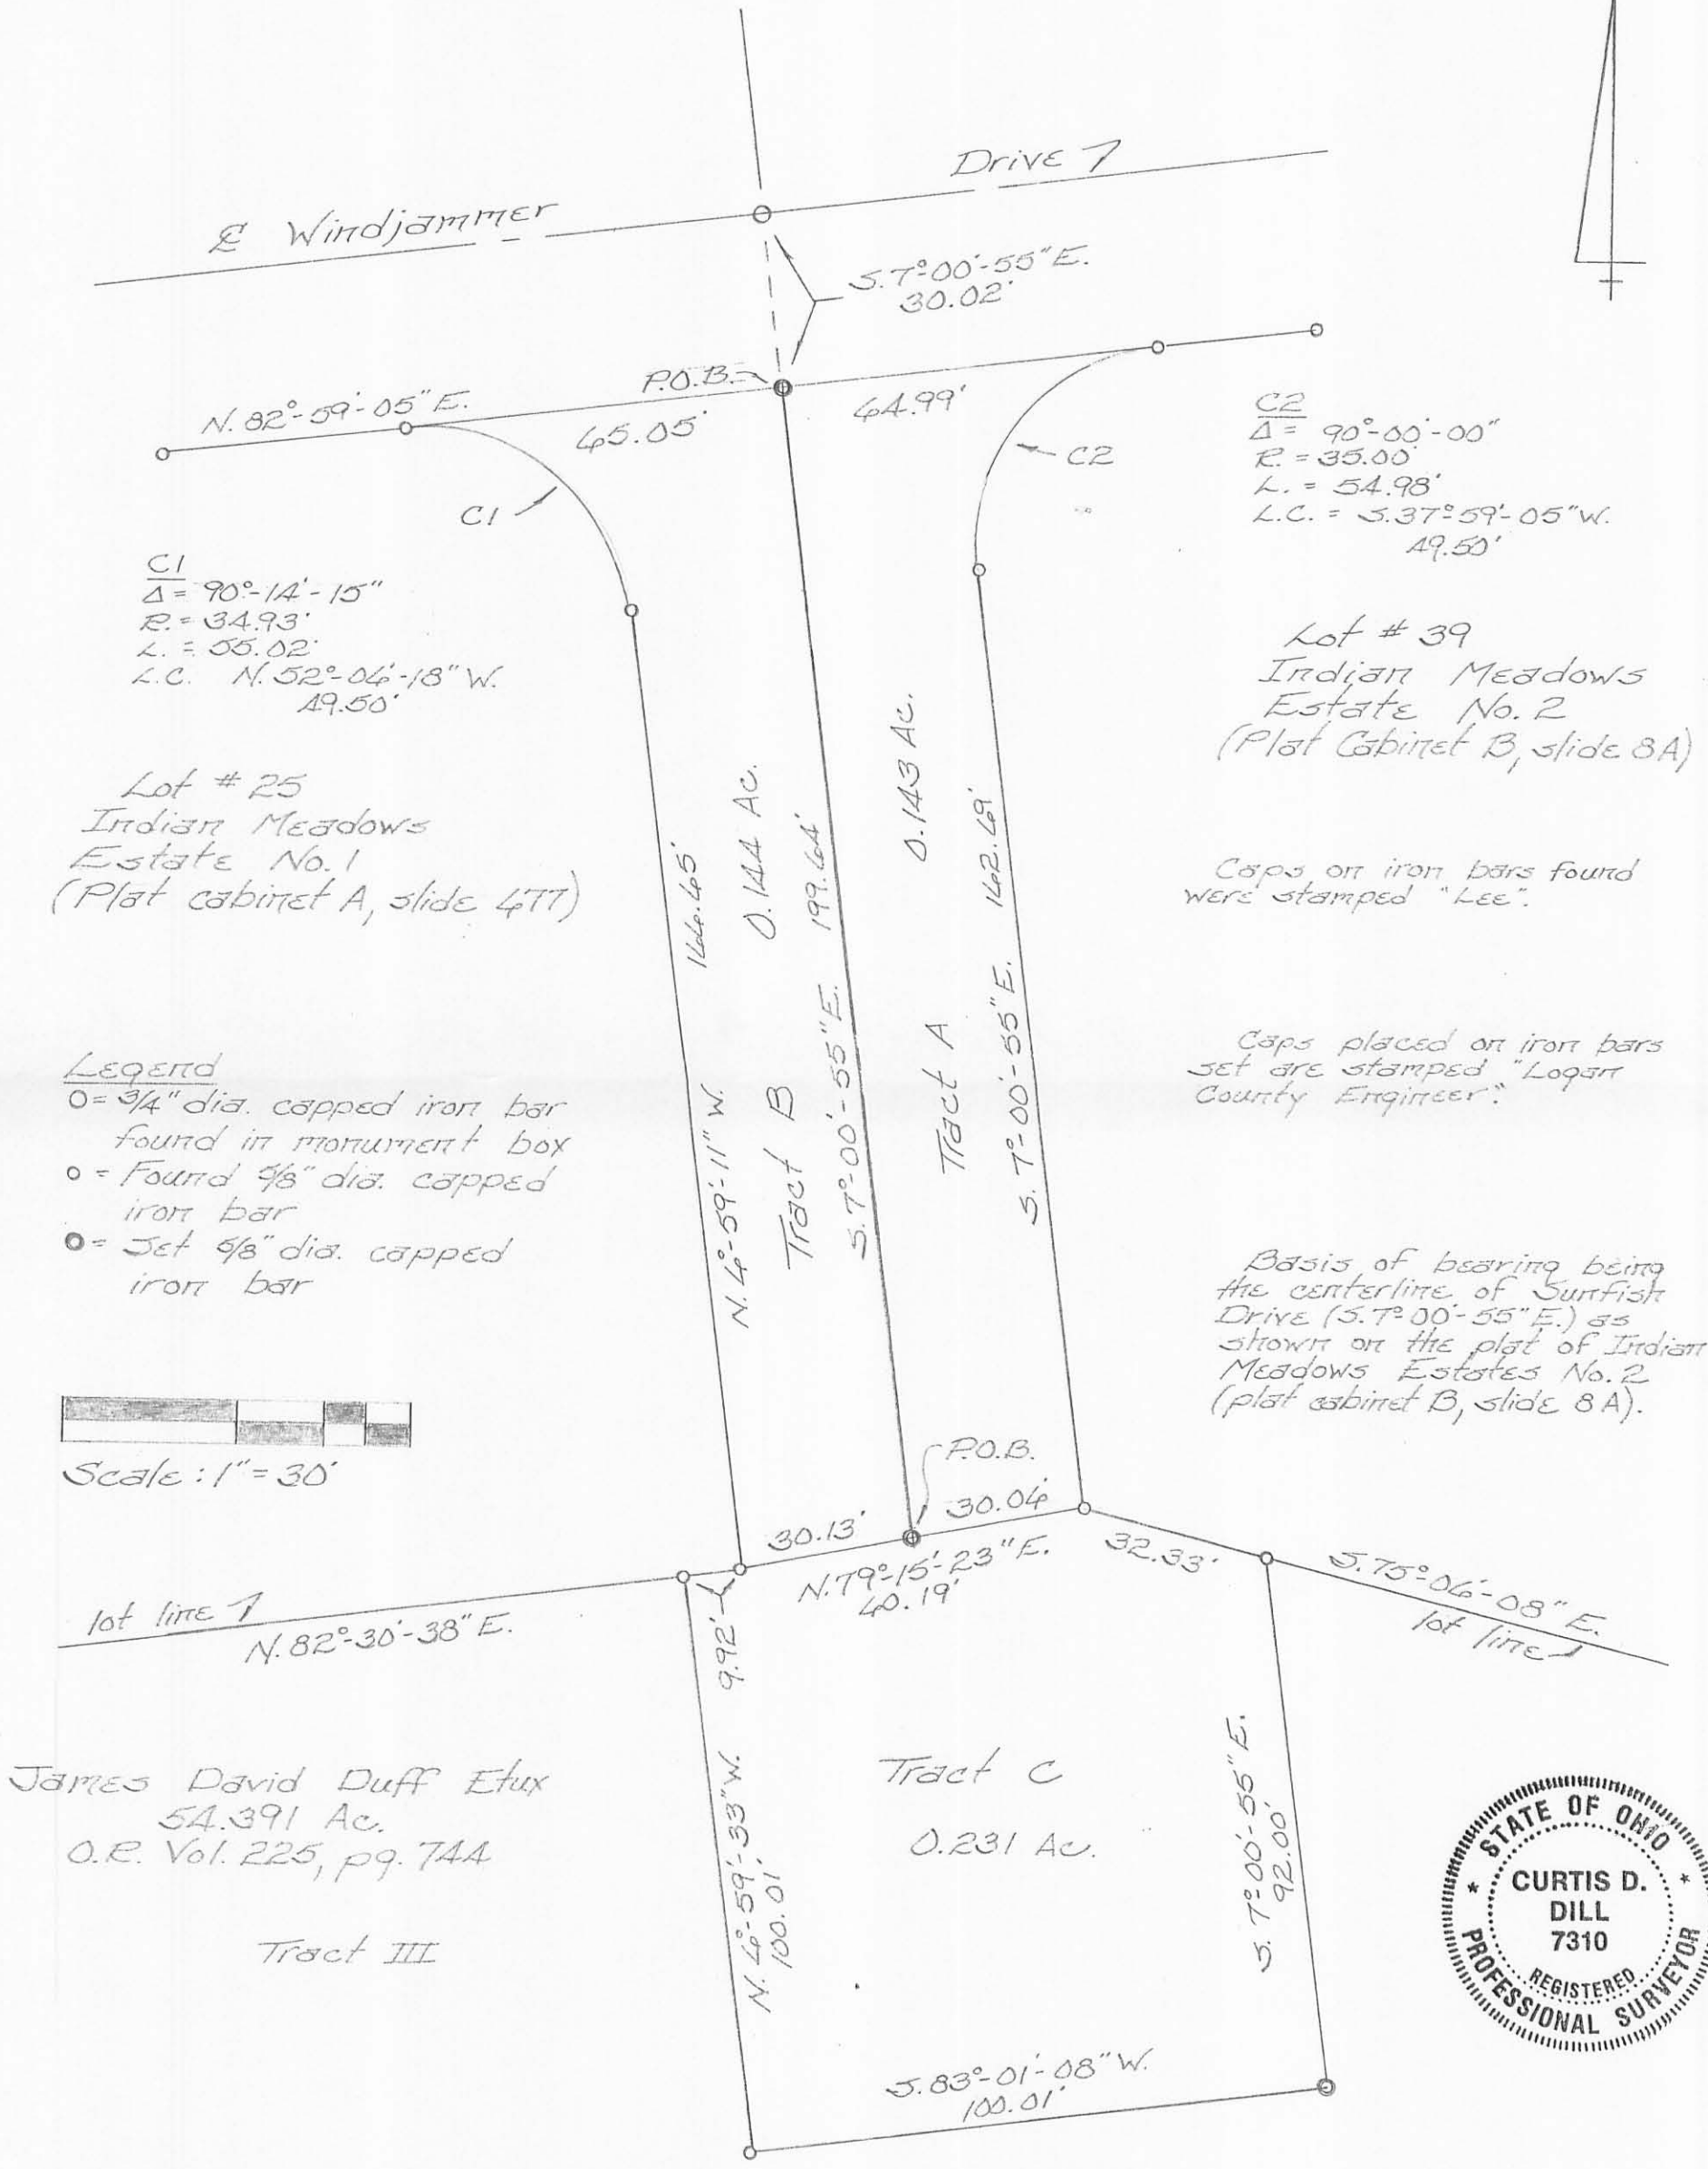 ℄ Windjammer Drive
S.7°-00'-55"E.
30.02'
P.O.B.
N.82°-59'-05"E.
65.05'
64.99'
C1
C2
C2
Δ = 90°-00'-00"
R. = 35.00'
L. = 54.98'
L.C. = S.37°59'-05"W.
49.50'
C1
Δ = 90°-14'-15"
R. = 34.93'
L. = 55.02'
L.C. N.52°-06'-18"W.
49.50'
Lot # 39
Indian Meadows
Estate No. 2
(Plat Cabinet B, slide 8A)
Lot # 25
Indian Meadows
Estate No. 1
(Plat cabinet A, slide 677)
N.6°-59'-11"W. 166.65'
Tract B 0.144 Ac.
S.7°-00'-55"E. 199.64'
Tract A 0.143 Ac.
S.7°-00'-55"E. 162.69'
Caps on iron bars found
were stamped "Lee".
Caps placed on iron bars
set are stamped "Logan
County Engineer".
Legend
O = 3/4" dia. capped iron bar
found in monument box
o = Found 5/8" dia. capped
iron bar
o = Set 5/8" dia. capped
iron bar
Basis of bearing being
the centerline of Sunfish
Drive (S.7°-00'-55"E.) as
shown on the plat of Indian
Meadows Estates No. 2
(plat cabinet B, slide 8A).
Scale: 1" = 30'
P.O.B.
30.13'
30.06'
N.79°-15'-23"E.
60.19'
32.33'
S.75°-06'-08"E.
lot line
lot line
N.82°-30'-38"E.
9.92'
N.6°-59'-33"W.
100.01'
Tract C
0.231 Ac.
S.7°-00'-55"E.
92.00'
James David Duff Etux
54.391 Ac.
O.R. Vol. 225, pg. 744
Tract III
S.83°-01'-08"W.
100.01'
STATE OF OHIO
CURTIS D.
DILL
7310
REGISTERED
PROFESSIONAL SURVEYOR